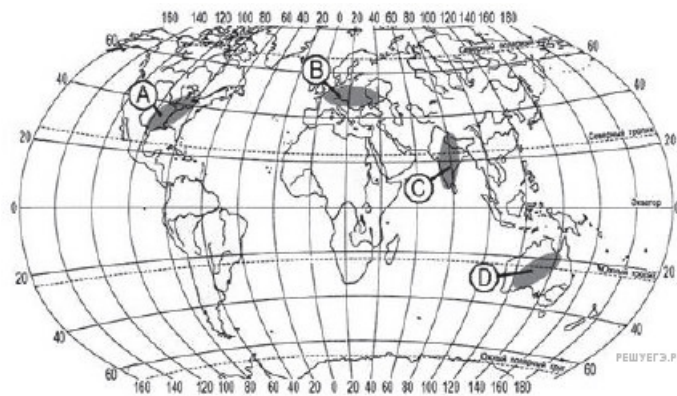 160 140 120 100 80 60 40 20 0 20 40 60 80 100 120 140 160 180
60 Северный полярный круг 60
40 40
20 Северный тропик 20
0 Экватор 0
20 Южный тропик 20
40 40
60 Южный полярный круг 60
A
B
C
D
РЕШУЕГЭ.Р
160 140 120 100 80 60 40 20 0 20 40 60 80 100 120 140 160 180